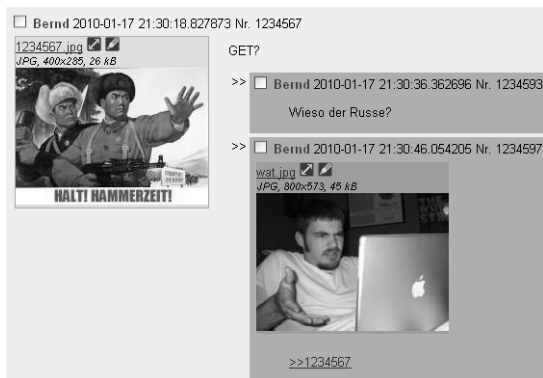 Bernd 2010-01-17 21:30:18.827873 Nr. 1234567
1234567.jpg
JPG, 400x285, 26 kB
HALT! HAMMERZEIT!
GET?
>> Bernd 2010-01-17 21:30:36.362696 Nr. 1234593
Wieso der Russe?
>> Bernd 2010-01-17 21:30:46.054205 Nr. 1234597
wat.jpg
JPG, 800x573, 45 kB
>>1234567